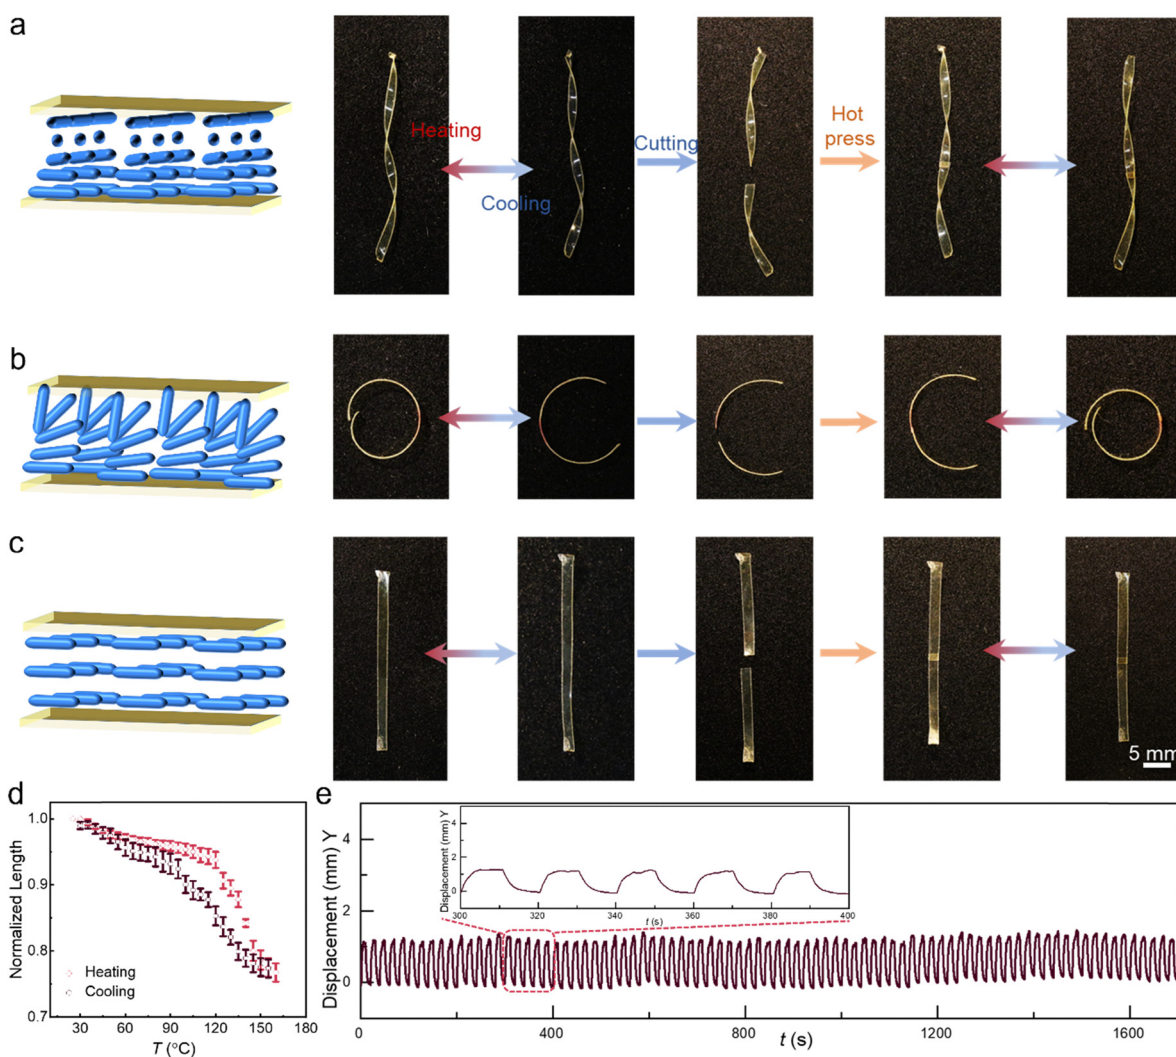 a
Heating
Cooling
Cutting
Hot
press
b
c
5 mm
d
Normalized Length
1.0
0.9
0.8
0.7
Heating
Cooling
30
60
90
120
150
180
T (°C)
e
Displacement (mm) Y
4
2
0
0
400
800
1200
1600
t (s)
Displacement (mm) Y
4
2
0
300
320
340
360
380
400
t (s)